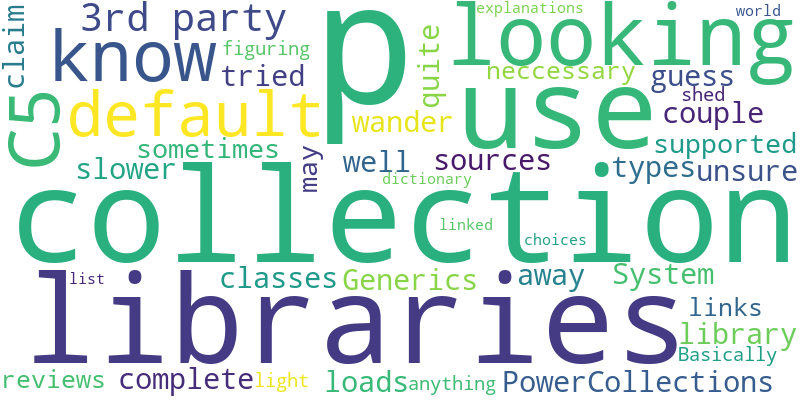 claim
3rd party
p
explanations
world
know
figuring
quite
looking
tried
neccessary
guess
shed
C5
default
wander
use
couple
sometimes
supported
slower
may
well
sources
types
unsure
dictionary
collection
linked
choices
list
classes
Generics
away
System
libraries
links
library
Basically
reviews
complete
light
loads
anything
PowerCollections